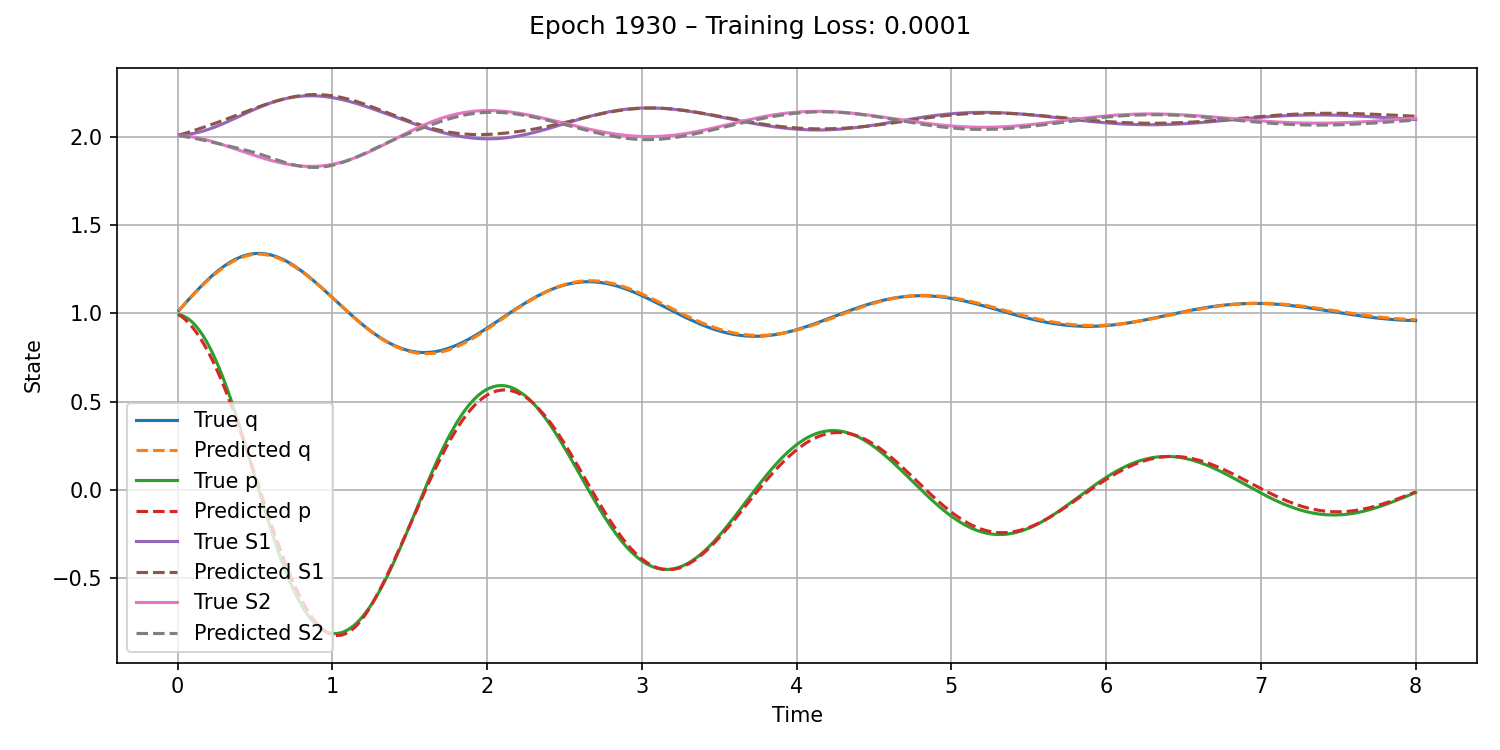 Epoch 1930 – Training Loss: 0.0001
State
2.0
1.5
1.0
0.5
0.0
−0.5
True q
Predicted q
True p
Predicted p
True S1
Predicted S1
True S2
Predicted S2
0 1 2 3 4 5 6 7 8
Time